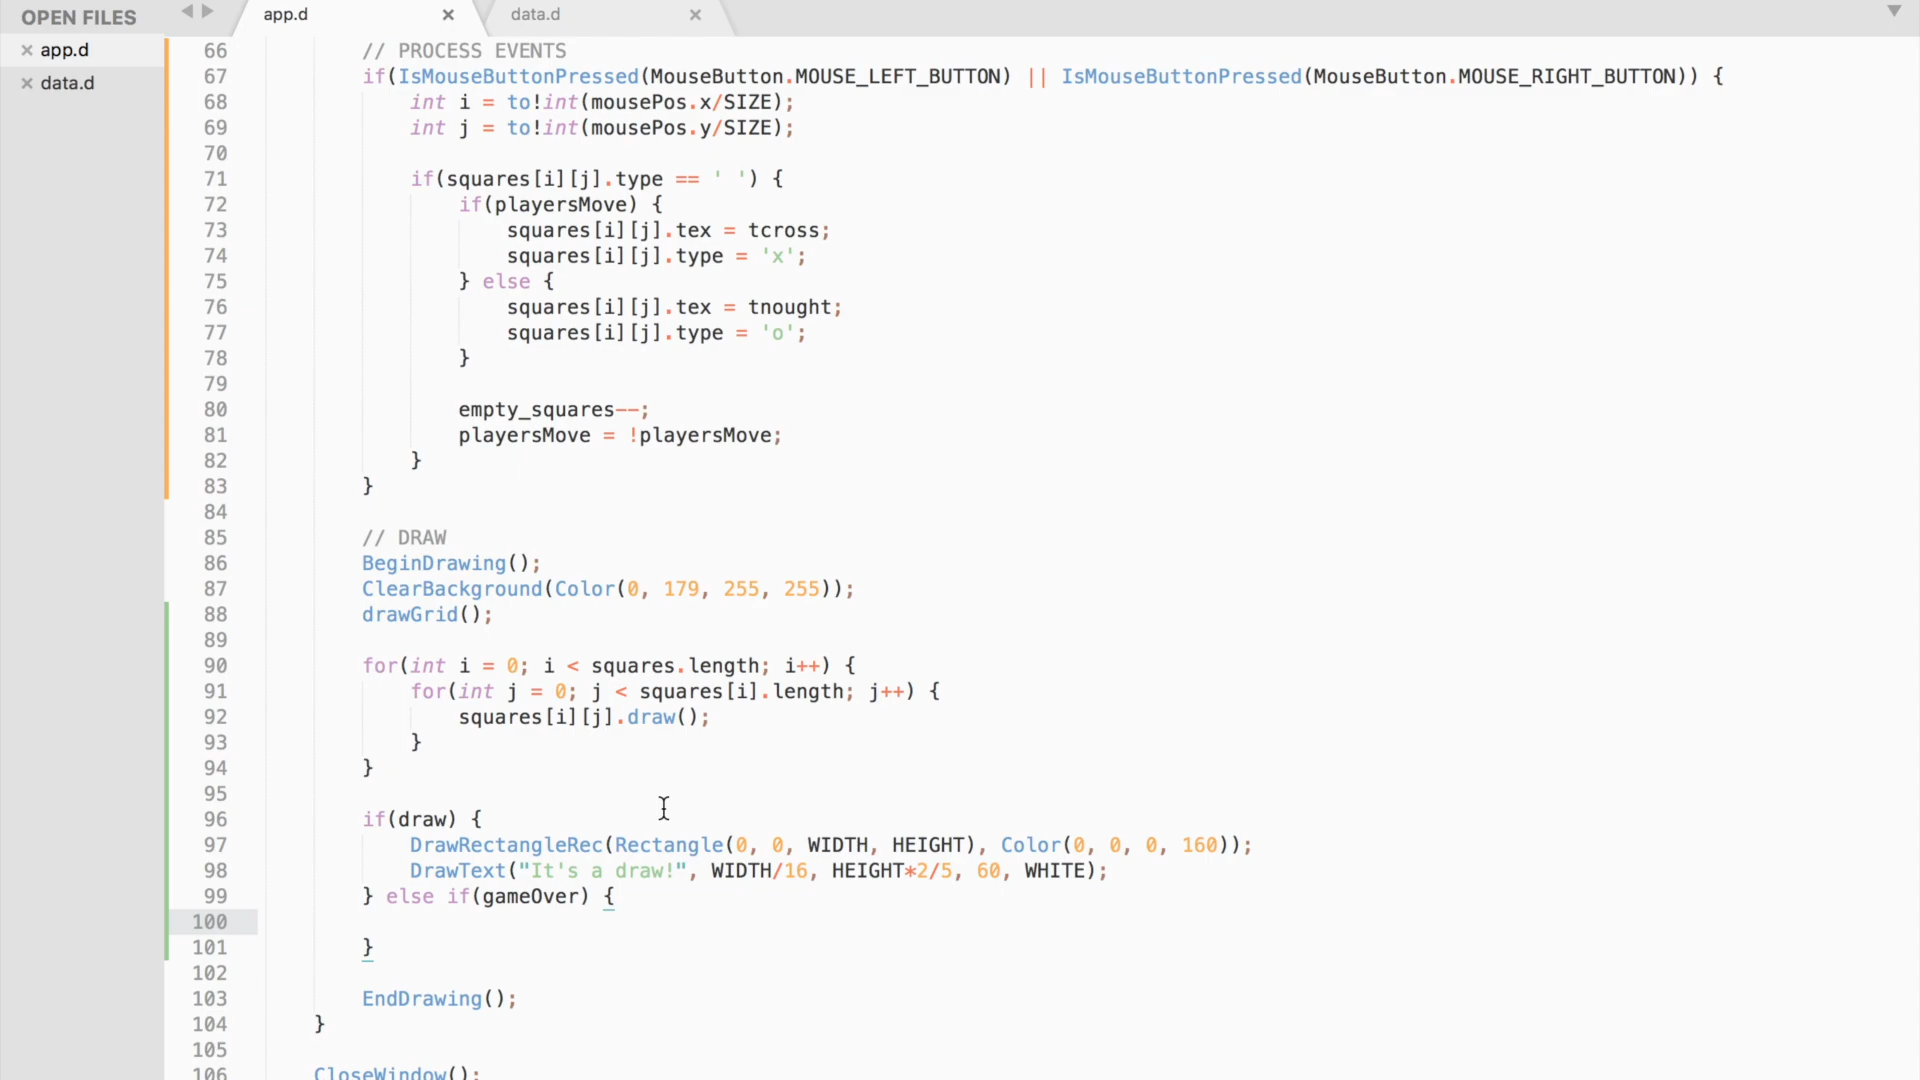 OPEN FILES
app.d
data.d
app.d
data.d
66 // PROCESS EVENTS
67 if(IsMouseButtonPressed(MouseButton.MOUSE_LEFT_BUTTON) || IsMouseButtonPressed(MouseButton.MOUSE_RIGHT_BUTTON)) {
68 int i = to!int(mousePos.x/SIZE);
69 int j = to!int(mousePos.y/SIZE);
70
71 if(squares[i][j].type == ' ') {
72 if(playersMove) {
73 squares[i][j].tex = tcross;
74 squares[i][j].type = 'x';
75 } else {
76 squares[i][j].tex = tnought;
77 squares[i][j].type = 'o';
78 }
79
80 empty_squares--;
81 playersMove = !playersMove;
82 }
83 }
84
85 // DRAW
86 BeginDrawing();
87 ClearBackground(Color(0, 179, 255, 255));
88 drawGrid();
89
90 for(int i = 0; i < squares.length; i++) {
91 for(int j = 0; j < squares[i].length; j++) {
92 squares[i][j].draw();
93 }
94 }
95
96 if(draw) {
97 DrawRectangleRec(Rectangle(0, 0, WIDTH, HEIGHT), Color(0, 0, 0, 160));
98 DrawText("It's a draw!", WIDTH/16, HEIGHT*2/5, 60, WHITE);
99 } else if(gameOver) {
100
101 }
102
103 EndDrawing();
104 }
105
106 CloseWindow();